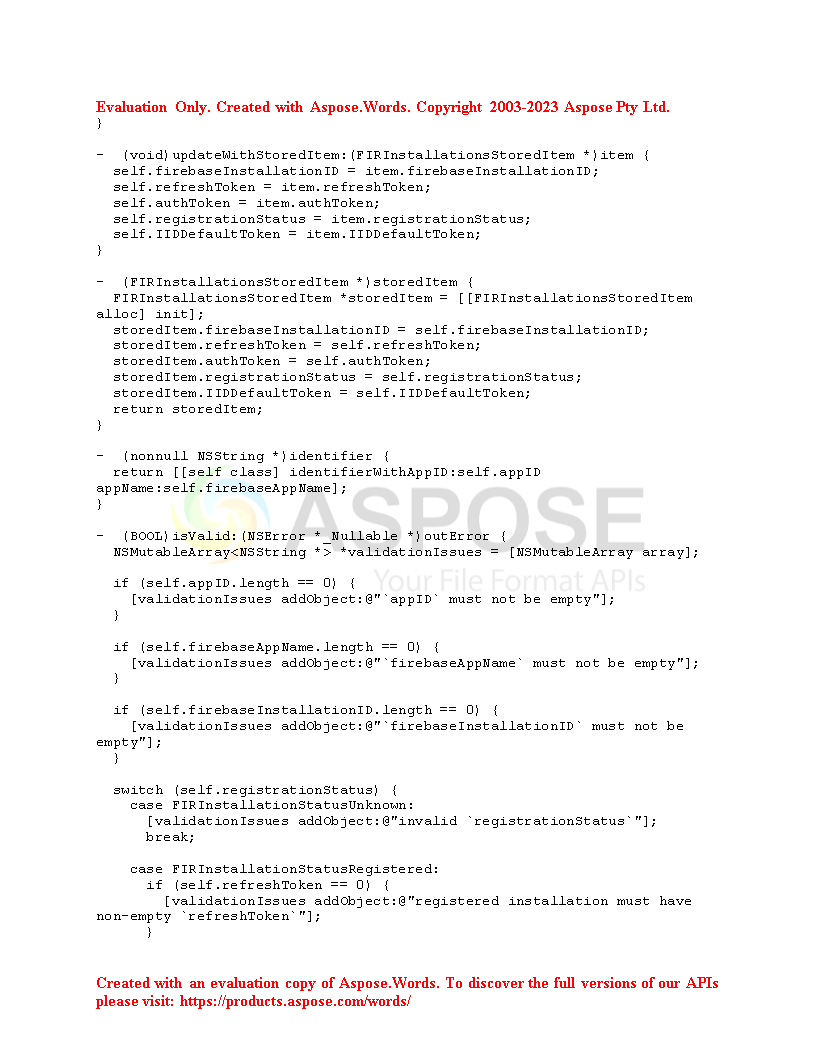 Evaluation Only. Created with Aspose.Words. Copyright 2003-2023 Aspose Pty Ltd.
}
- (void)updateWithStoredItem:(FIRInstallationsStoredItem *)item {
  self.firebaseInstallationID = item.firebaseInstallationID;
  self.refreshToken = item.refreshToken;
  self.authToken = item.authToken;
  self.registrationStatus = item.registrationStatus;
  self.IIDDefaultToken = item.IIDDefaultToken;
}
- (FIRInstallationsStoredItem *)storedItem {
  FIRInstallationsStoredItem *storedItem = [[FIRInstallationsStoredItem
alloc] init];
  storedItem.firebaseInstallationID = self.firebaseInstallationID;
  storedItem.refreshToken = self.refreshToken;
  storedItem.authToken = self.authToken;
  storedItem.registrationStatus = self.registrationStatus;
  storedItem.IIDDefaultToken = self.IIDDefaultToken;
  return storedItem;
}
- (nonnull NSString *)identifier {
  return [[self class] identifierWithAppID:self.appID
appName:self.firebaseAppName];
}
ASPOSE
- (BOOL)isValid:(NSError *_Nullable *)outError {
  NSMutableArray<NSString *> *validationIssues = [NSMutableArray array];
Your File Format APIs
  if (self.appID.length == 0) {
    [validationIssues addObject:@"`appID` must not be empty"];
  }
  if (self.firebaseAppName.length == 0) {
    [validationIssues addObject:@"`firebaseAppName` must not be empty"];
  }
  if (self.firebaseInstallationID.length == 0) {
    [validationIssues addObject:@"`firebaseInstallationID` must not be
empty"];
  }
  switch (self.registrationStatus) {
    case FIRInstallationStatusUnknown:
      [validationIssues addObject:@"invalid `registrationStatus`"];
      break;
    case FIRInstallationStatusRegistered:
      if (self.refreshToken == 0) {
        [validationIssues addObject:@"registered installation must have
non-empty `refreshToken`"];
      }
Created with an evaluation copy of Aspose.Words. To discover the full versions of our APIs
please visit: https://products.aspose.com/words/